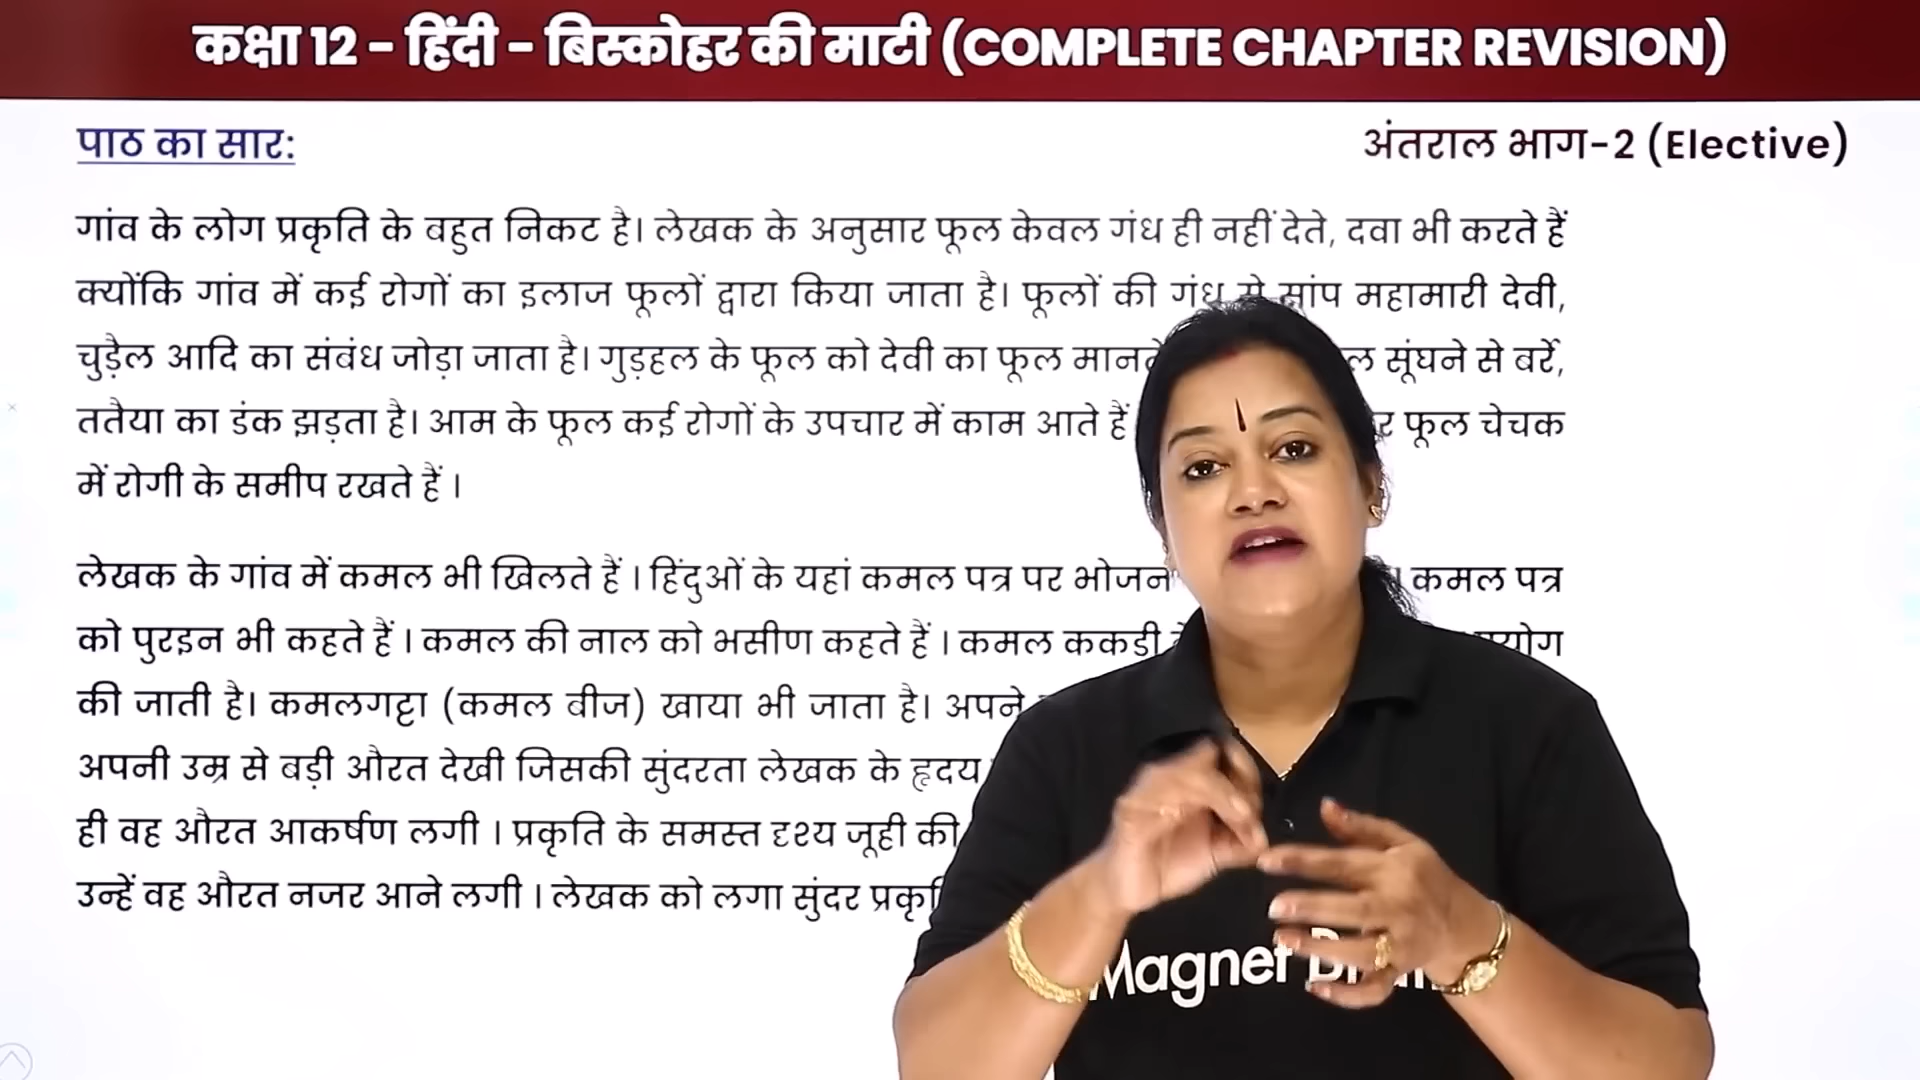 कक्षा 12 - हिंदी - बिस्कोहर की माटी (COMPLETE CHAPTER REVISION)
पाठ का सार:
अंतराल भाग-2 (Elective)
गांव के लोग प्रकृति के बहुत निकट है। लेखक के अनुसार फूल केवल गंध ही नहीं देते, दवा भी करते हैं
क्योंकि गांव में कई रोगों का इलाज फूलों द्वारा किया जाता है। फूलों की गंध से सांप महामारी देवी,
चुड़ैल आदि का संबंध जोड़ा जाता है। गुड़हल के फूल को देवी का फूल सूंघने से बर्रे,
ततैया का डंक झड़ता है। आम के फूल कई रोगों के उपचार में काम आते हैं फूल चेचक
में रोगी के समीप रखते हैं ।
लेखक के गांव में कमल भी खिलते हैं । हिंदुओं के यहां कमल पत्र पर भोजन कमल पत्र
को पुरइन भी कहते हैं । कमल की नाल को भसीण कहते हैं । कमल ककडी
की जाती है। कमलगट्टा (कमल बीज) खाया भी जाता है। अपने
अपनी उम्र से बड़ी औरत देखी जिसकी सुंदरता लेखक के हृदय
ही वह औरत आकर्षण लगी । प्रकृति के समस्त दृश्य जूही की
उन्हें वह औरत नजर आने लगी । लेखक को लगा सुंदर
Magnet